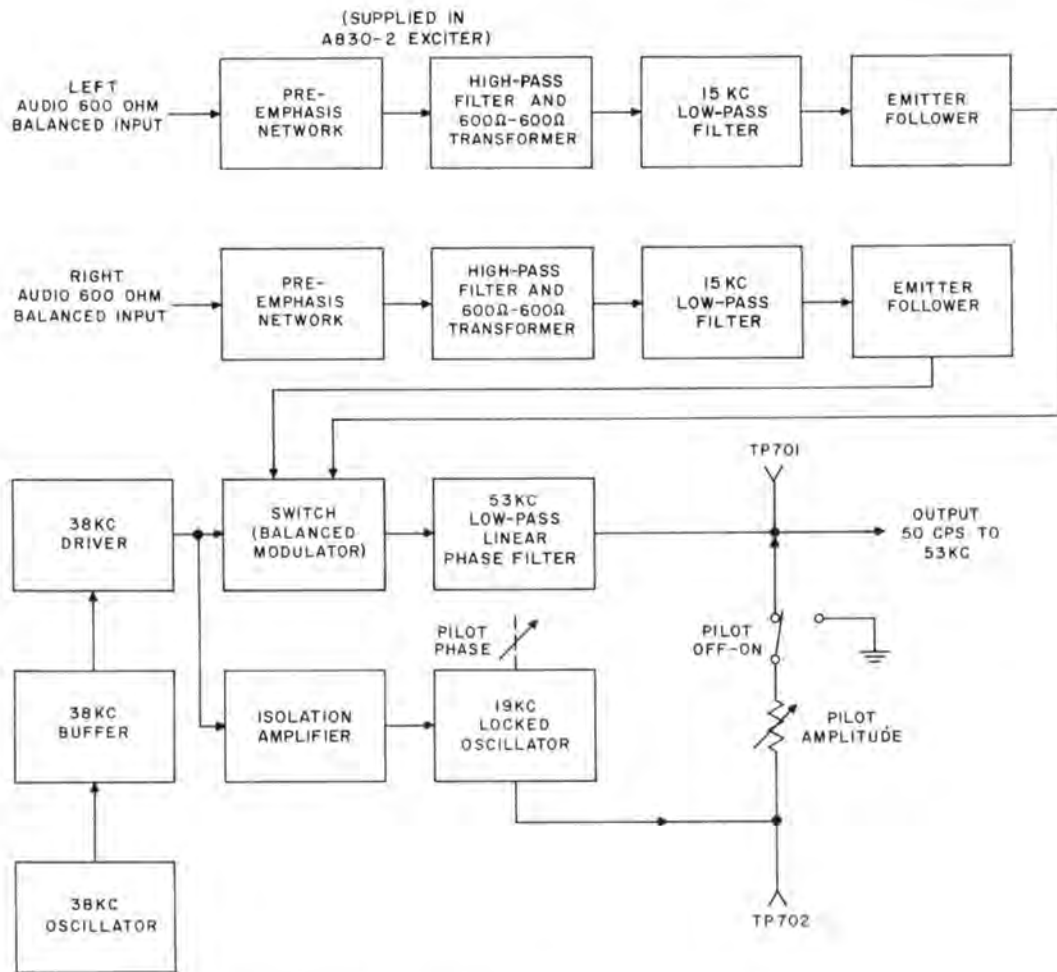 (SUPPLIED IN
A830-2 EXCITER)
LEFT
AUDIO 600 OHM
BALANCED INPUT
PRE-
EMPHASIS
NETWORK
HIGH-PASS
FILTER AND
600Ω-600Ω
TRANSFORMER
15 KC
LOW-PASS
FILTER
EMITTER
FOLLOWER
RIGHT
AUDIO 600 OHM
BALANCED INPUT
PRE-
EMPHASIS
NETWORK
HIGH-PASS
FILTER AND
600Ω-600Ω
TRANSFORMER
15 KC
LOW-PASS
FILTER
EMITTER
FOLLOWER
TP701
38KC
DRIVER
SWITCH
(BALANCED
MODULATOR)
53KC
LOW-PASS
LINEAR
PHASE FILTER
OUTPUT
50 CPS TO
53KC
PILOT
PHASE
PILOT
OFF-ON
38KC
BUFFER
ISOLATION
AMPLIFIER
19KC
LOCKED
OSCILLATOR
PILOT
AMPLITUDE
38KC
OSCILLATOR
TP702